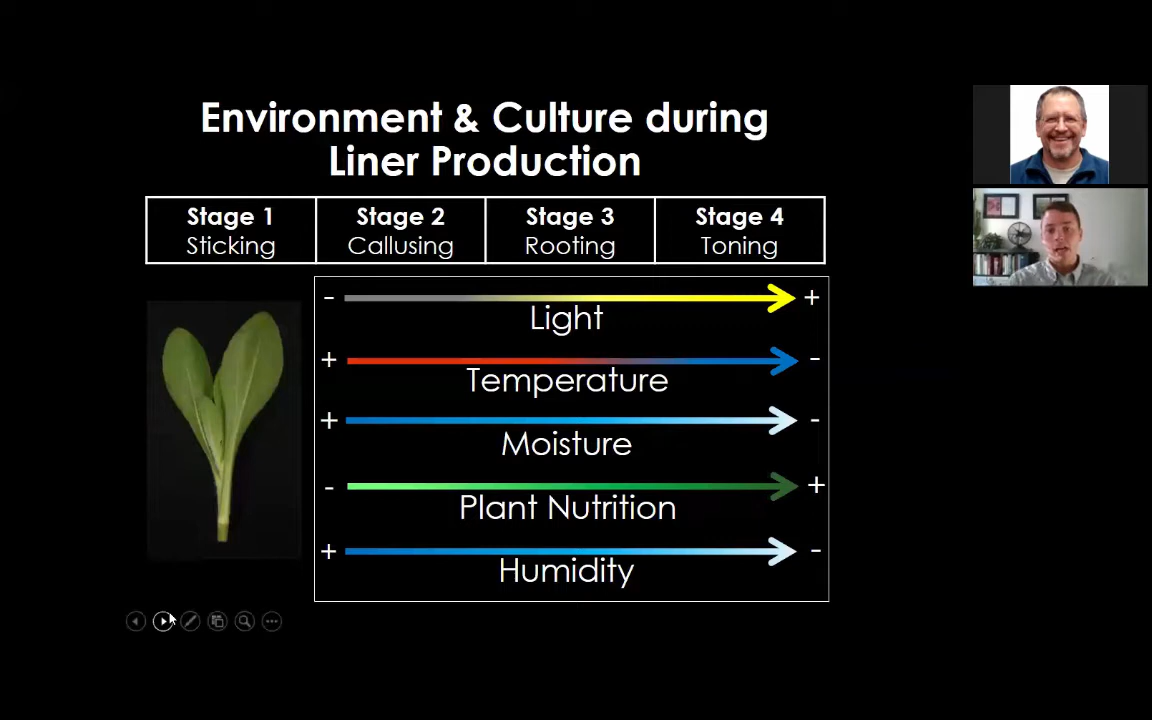 Environment & Culture during
Liner Production
Stage 1
Sticking
Stage 2
Callusing
Stage 3
Rooting
Stage 4
Toning
- +
Light
+ -
Temperature
+ -
Moisture
- +
Plant Nutrition
+ -
Humidity